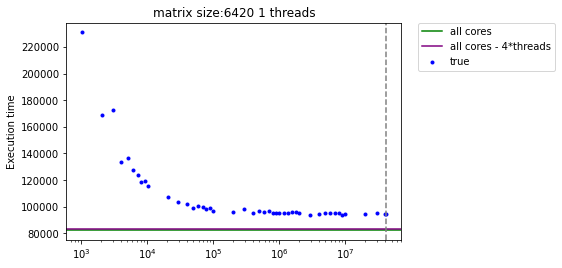 matrix size:6420 1 threads
220000
200000
180000
160000
140000
120000
100000
80000
Execution time
10³
10⁴
10⁵
10⁶
10⁷
all cores
all cores - 4*threads
true